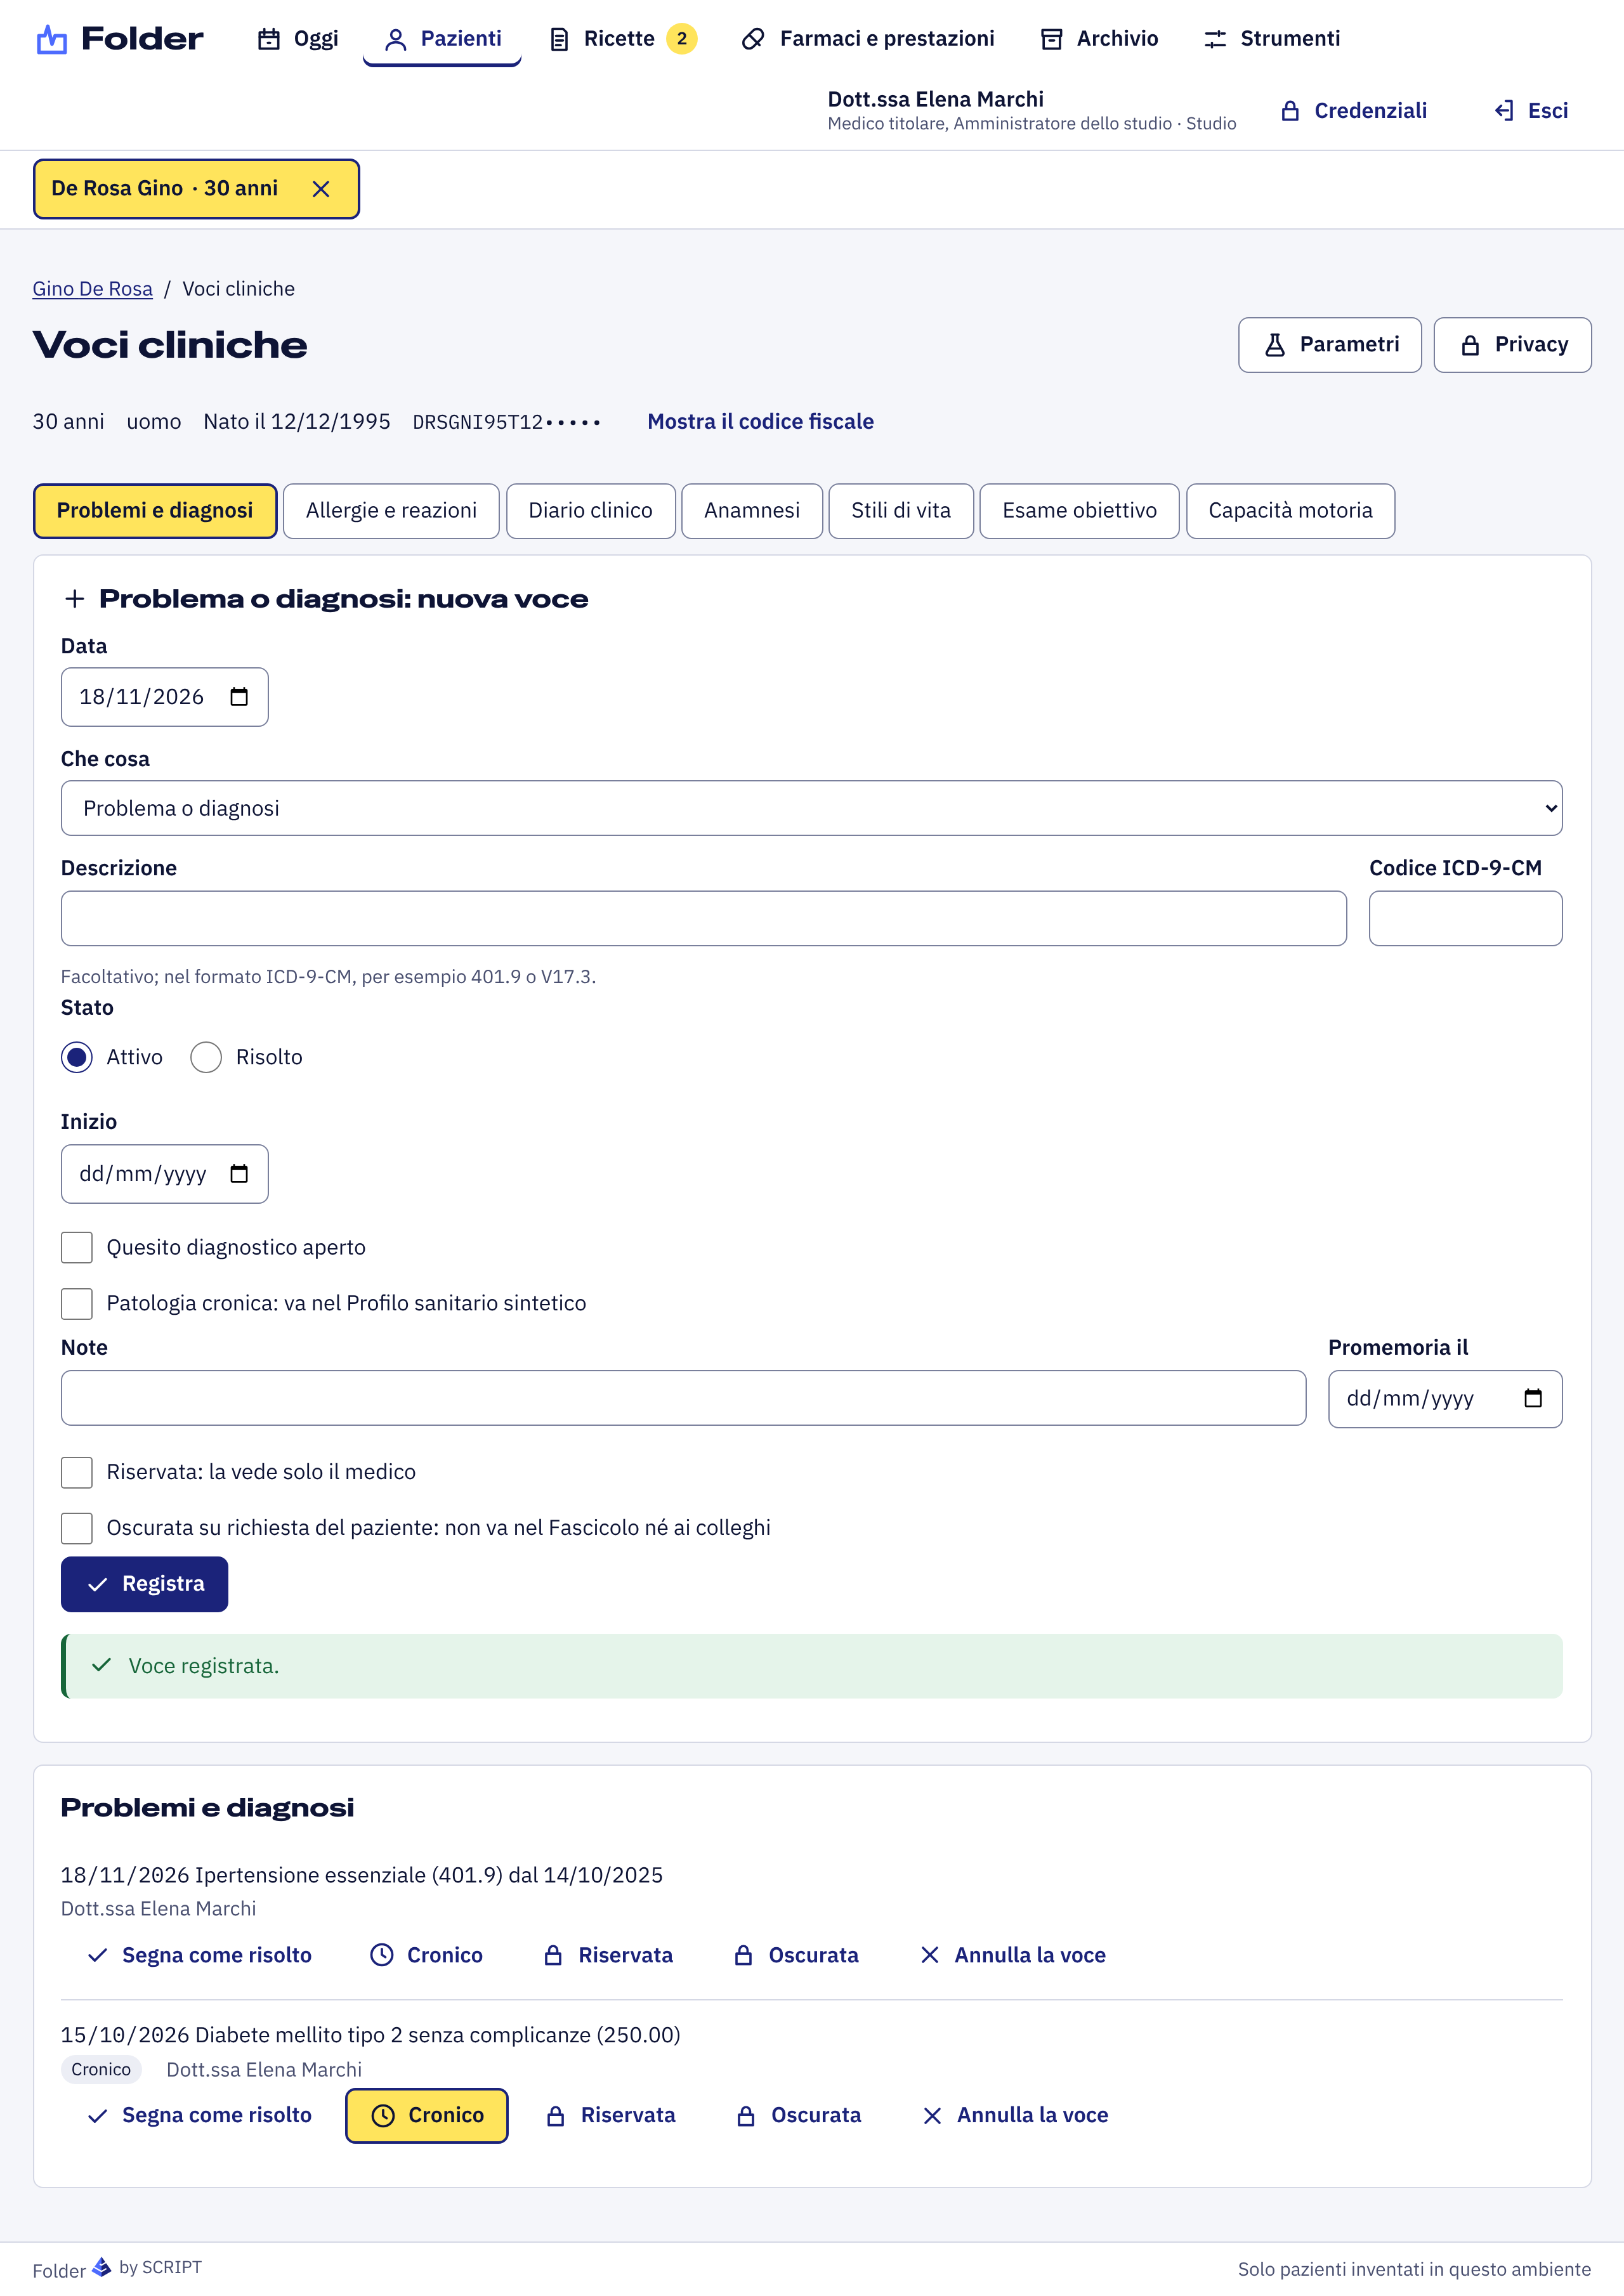 Folder Oggi Pazienti Ricette 2 Farmaci e prestazioni Archivio Strumenti
Dott.ssa Elena Marchi
Medico titolare, Amministratore dello studio · Studio
Credenziali Esci
De Rosa Gino · 30 anni
Gino De Rosa / Voci cliniche
Voci cliniche
Parametri Privacy
30 anni uomo Nato il 12/12/1995 DRSGNI95T12••••• Mostra il codice fiscale
Problemi e diagnosi Allergie e reazioni Diario clinico Anamnesi Stili di vita Esame obiettivo Capacità motoria
Problema o diagnosi: nuova voce
Data
18/11/2026
Che cosa
Problema o diagnosi
Descrizione Codice ICD-9-CM
Facoltativo; nel formato ICD-9-CM, per esempio 401.9 o V17.3.
Stato
Attivo Risolto
Inizio
dd/mm/yyyy
Quesito diagnostico aperto
Patologia cronica: va nel Profilo sanitario sintetico
Note Promemoria il
dd/mm/yyyy
Riservata: la vede solo il medico
Oscurata su richiesta del paziente: non va nel Fascicolo né ai colleghi
Registra
Voce registrata.
Problemi e diagnosi
18/11/2026 Ipertensione essenziale (401.9) dal 14/10/2025
Dott.ssa Elena Marchi
Segna come risolto Cronico Riservata Oscurata Annulla la voce
15/10/2026 Diabete mellito tipo 2 senza complicanze (250.00)
Cronico Dott.ssa Elena Marchi
Segna come risolto Cronico Riservata Oscurata Annulla la voce
Folder by SCRIPT
Solo pazienti inventati in questo ambiente